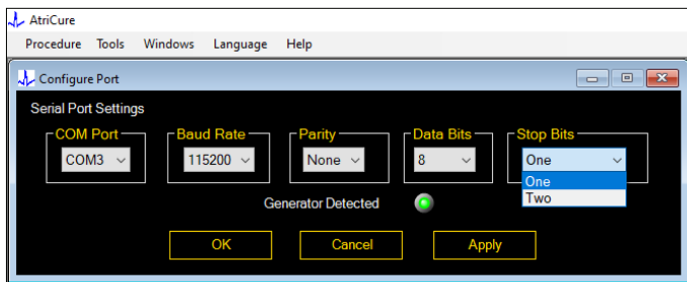 AtriCure
Procedure Tools Windows Language Help
Configure Port
Serial Port Settings
COM Port Baud Rate Parity Data Bits Stop Bits
COM3 115200 None 8 One
One
Two
Generator Detected
OK Cancel Apply